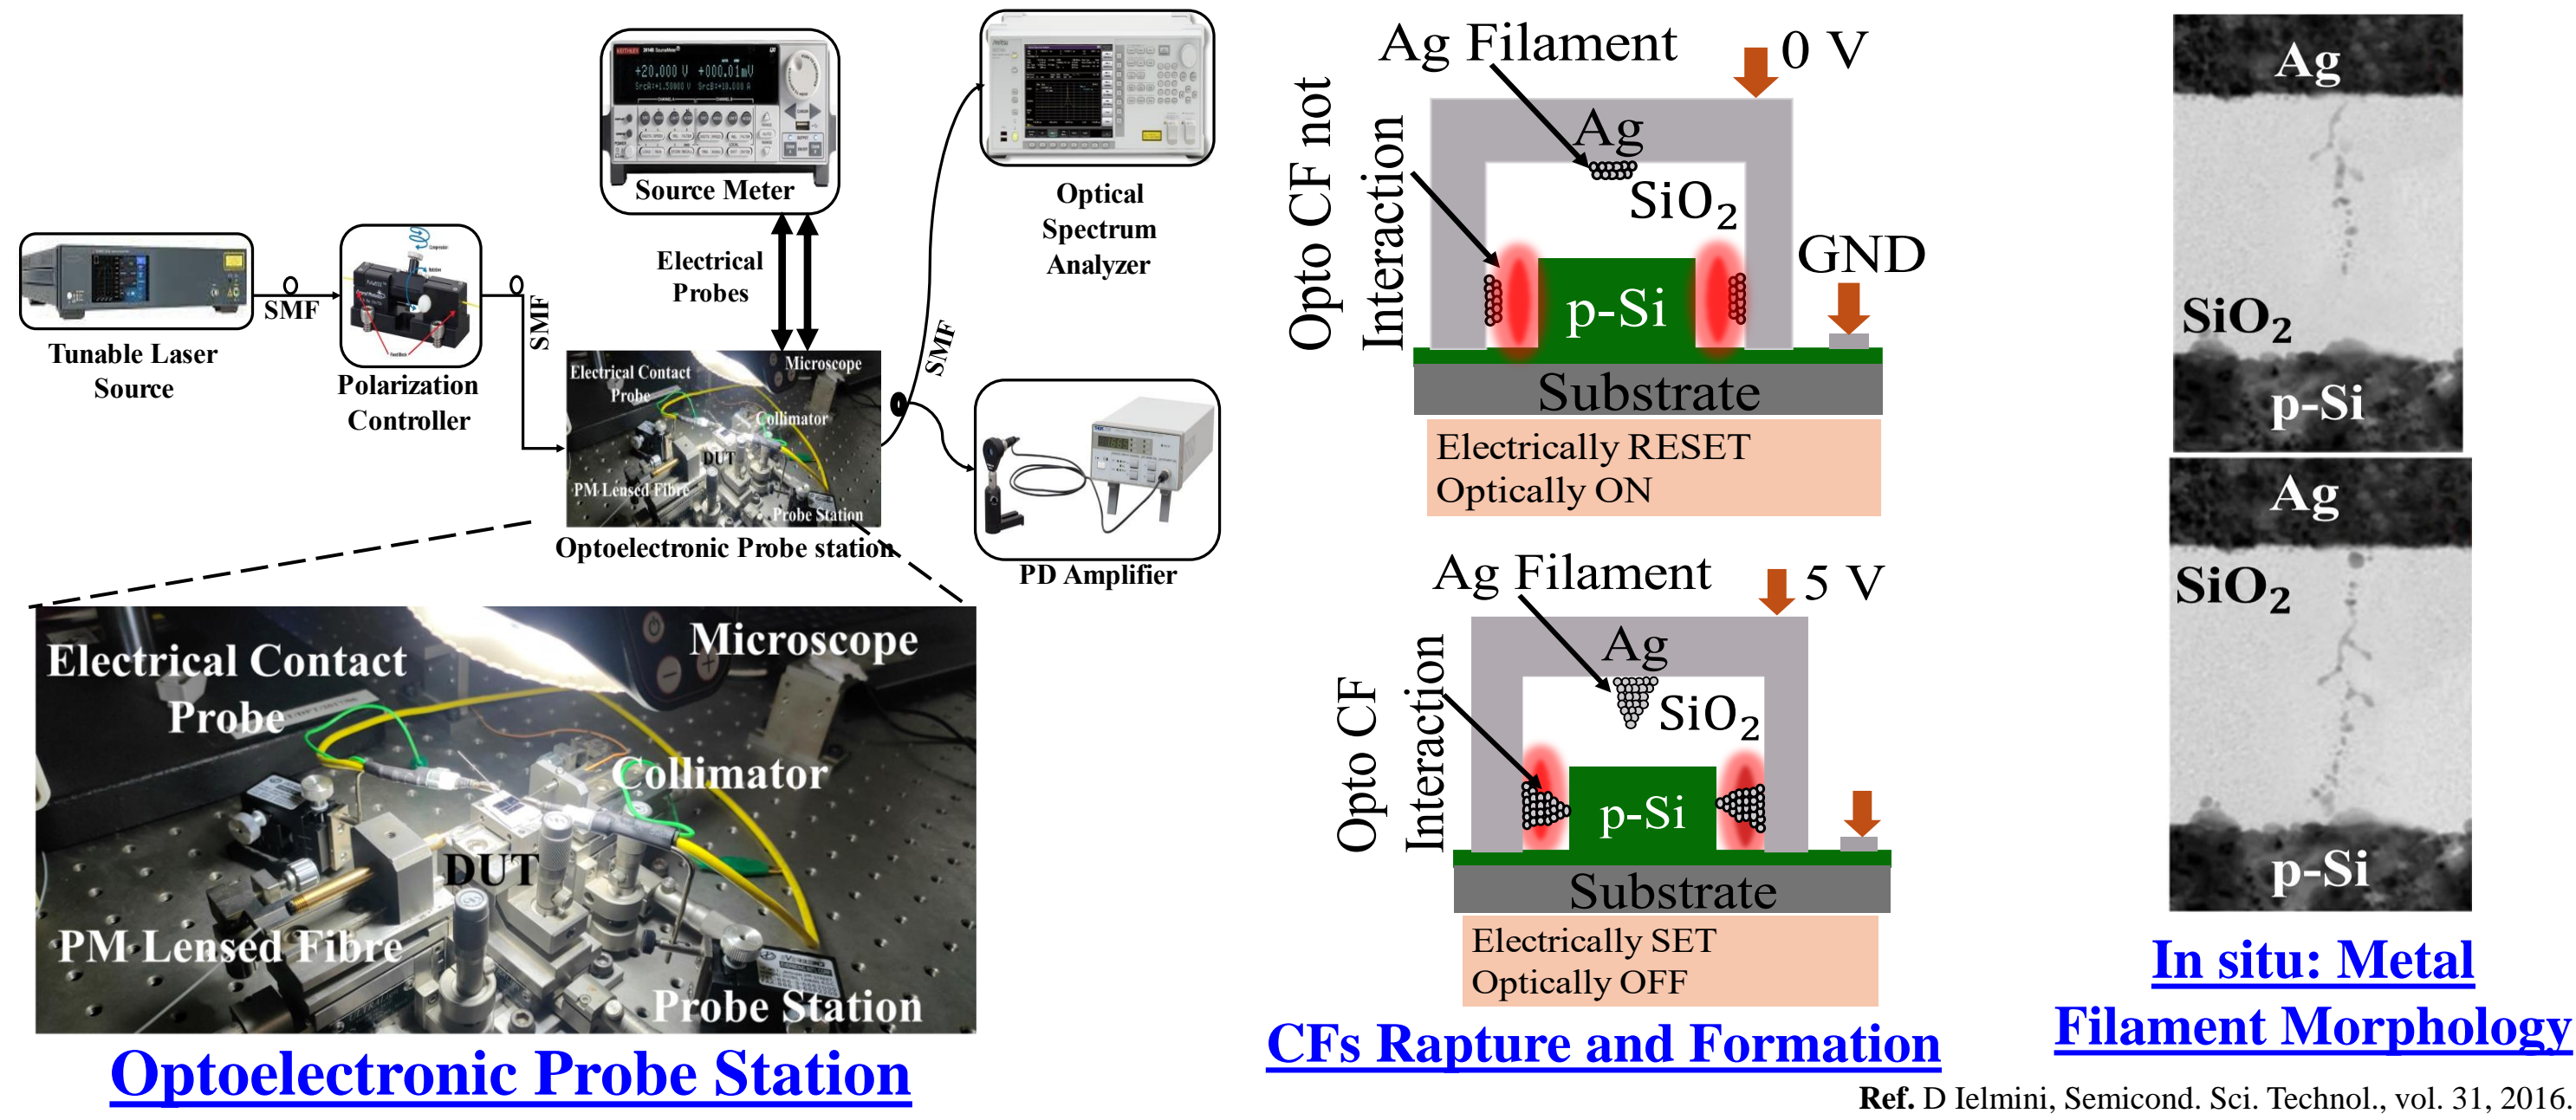 KEITHLEY
+20.000 V +000.01mV
Source Meter
Electrical
Probes
SMF
SMF
SMF
Tunable Laser
Source
Polarization
Controller
Optical
Spectrum
Analyzer
PD Amplifier
Electrical Contact
Probe
Microscope
Collimator
DUT
PM Lensed Fibre
Probe Station
Optoelectronic Probe station
Electrical Contact
Probe
Microscope
Collimator
DUT
PM Lensed Fibre
Probe Station
Optoelectronic Probe Station
Ag Filament
0 V
Opto CF not
Interaction
Ag
SiO₂
GND
p-Si
Substrate
Electrically RESET
Optically ON
Ag Filament
5 V
Opto CF
Interaction
Ag
SiO₂
p-Si
Substrate
Electrically SET
Optically OFF
CFs Rapture and Formation
Ag
SiO₂
p-Si
Ag
SiO₂
p-Si
In situ: Metal
Filament Morphology
Ref. D Ielmini, Semicond. Sci. Technol., vol. 31, 2016.